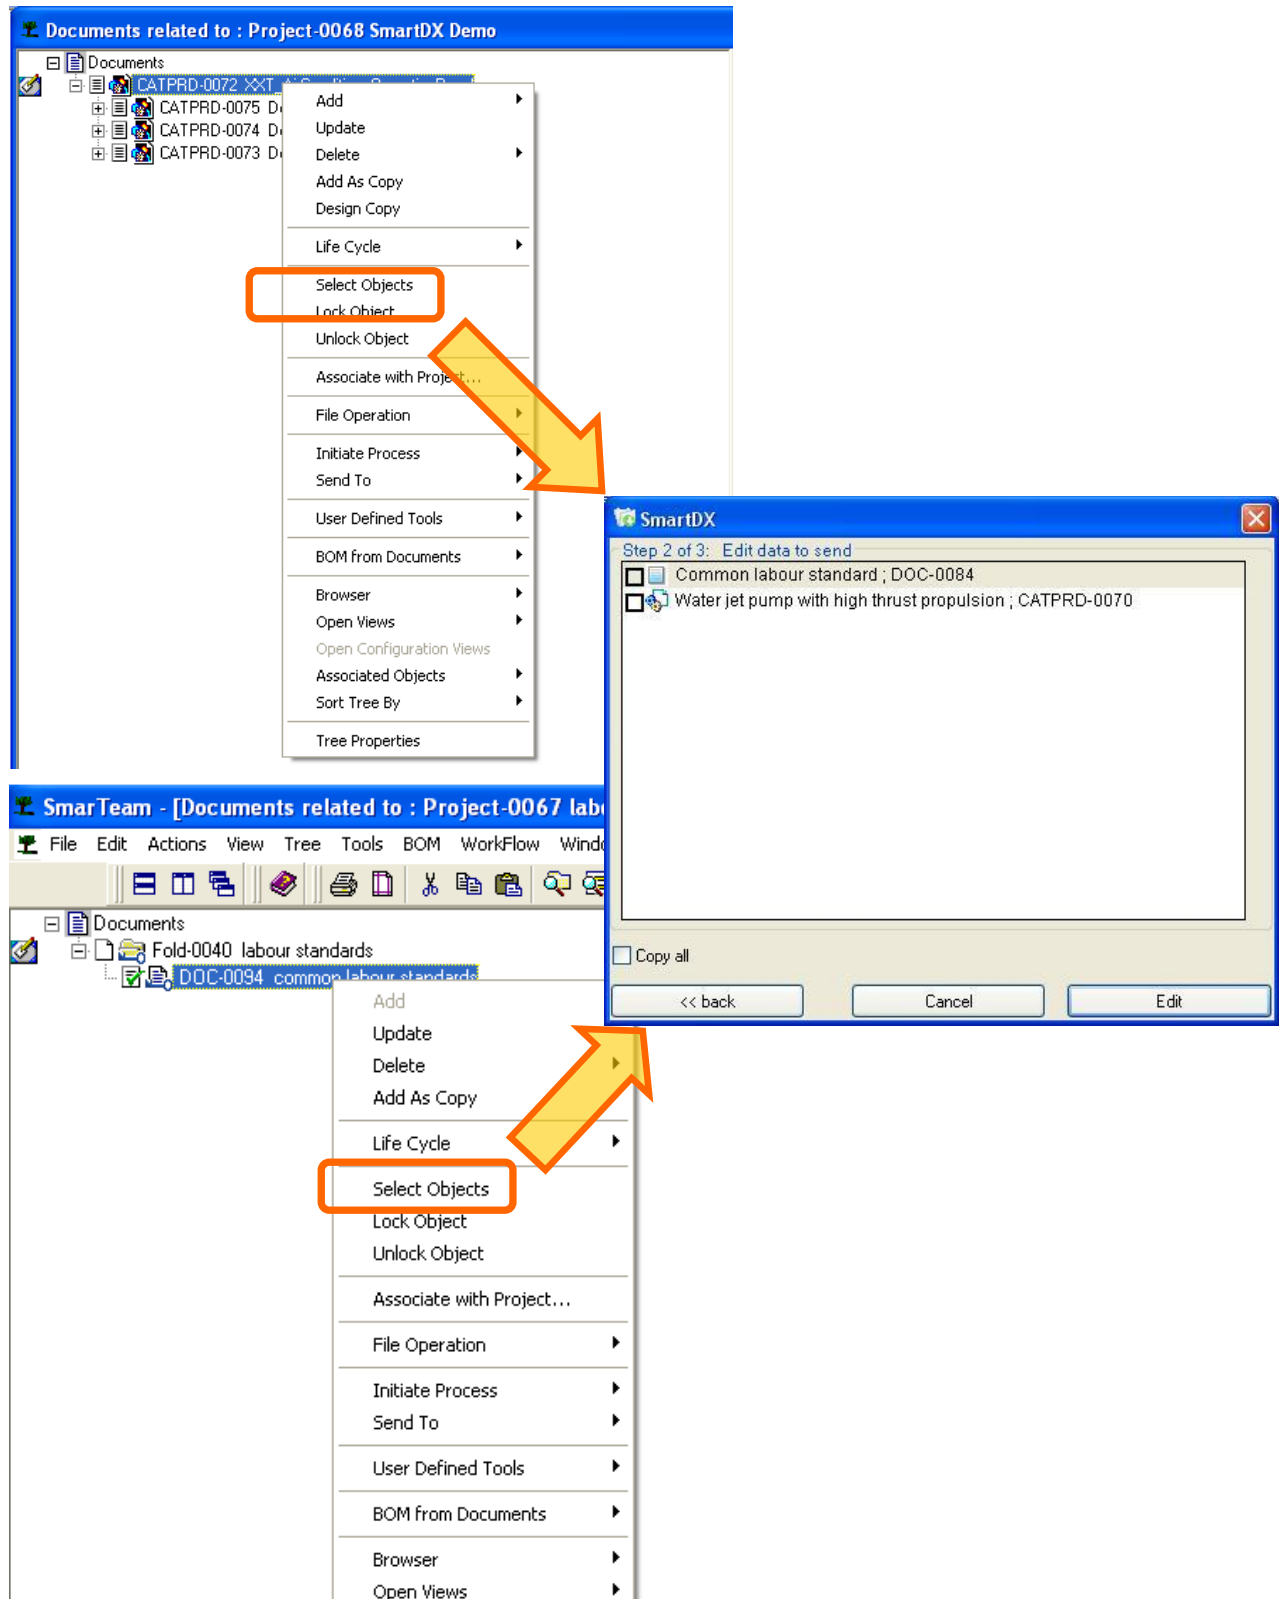 Documents related to : Project-0068 SmartDX Demo
Documents
CATPRD-0072 XXT
CATPRD-0075 D
CATPRD-0074 D
CATPRD-0073 D
Add
Update
Delete
Add As Copy
Design Copy
Life Cycle
Select Objects
Lock Object
Unlock Object
Associate with Project...
File Operation
Initiate Process
Send To
User Defined Tools
BOM from Documents
Browser
Open Views
Open Configuration Views
Associated Objects
Sort Tree By
Tree Properties
SmartDX
Step 2 of 3: Edit data to send
Common labour standard ; DOC-0084
Water jet pump with high thrust propulsion ; CATPRD-0070
Copy all
<< back Cancel Edit
SmarTeam - [Documents related to : Project-0067 lab
File Edit Actions View Tree Tools BOM WorkFlow Windo
Documents
Fold-0040 labour standards
DOC-0094 common labour standards
Add
Update
Delete
Add As Copy
Life Cycle
Select Objects
Lock Object
Unlock Object
Associate with Project...
File Operation
Initiate Process
Send To
User Defined Tools
BOM from Documents
Browser
Open Views